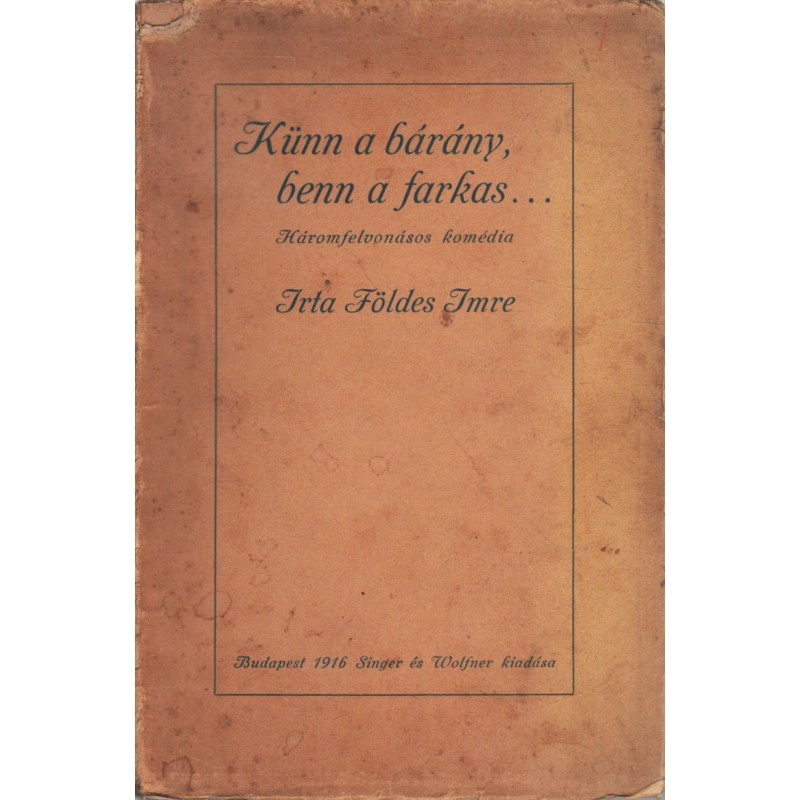 Künn a bárány,
benn a farkas...
Háromfelvonásos komédia
Irta Földes Imre
Budapest 1916 Singer és Wolfner kiadása